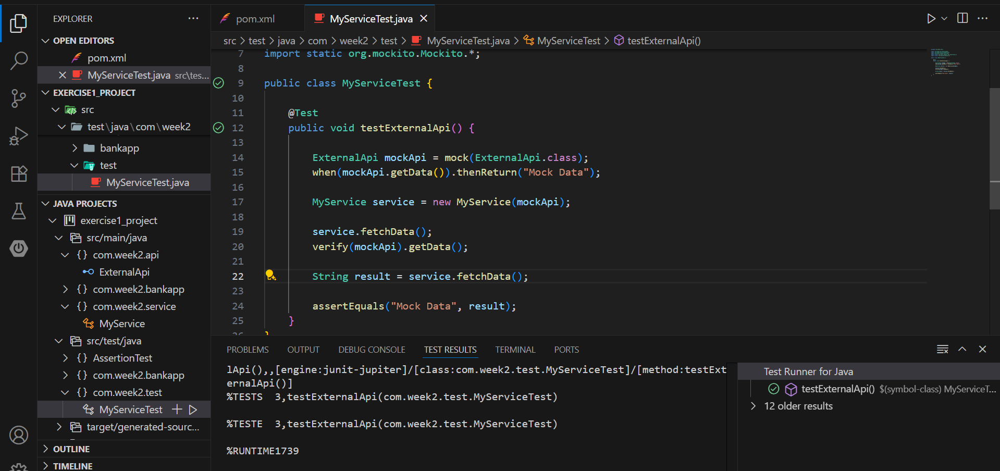 EXPLORER
OPEN EDITORS
pom.xml
MyServiceTest.java src\tes...
EXERCISE1_PROJECT
src
test\java\com\week2
bankapp
test
MyServiceTest.java
JAVA PROJECTS
exercise1_project
src/main/java
{} com.week2.api
ExternalApi
{} com.week2.bankapp
{} com.week2.service
MyService
src/test/java
{} AssertionTest
{} com.week2.bankapp
{} com.week2.test
MyServiceTest
target/generated-sourc...
OUTLINE
TIMELINE
pom.xml
MyServiceTest.java
src > test > java > com > week2 > test > MyServiceTest.java > MyServiceTest > testExternalApi()
7 import static org.mockito.Mockito.*;
8
9 public class MyServiceTest {
10
11 @Test
12 public void testExternalApi() {
13
14 ExternalApi mockApi = mock(ExternalApi.class);
15 when(mockApi.getData()).thenReturn("Mock Data");
16
17 MyService service = new MyService(mockApi);
18
19 service.fetchData();
20 verify(mockApi).getData();
21
22 String result = service.fetchData();
23
24 assertEquals("Mock Data", result);
25 }
26 }
PROBLEMS OUTPUT DEBUG CONSOLE TEST RESULTS TERMINAL PORTS
lApi(),,[engine:junit-jupiter]/[class:com.week2.test.MyServiceTest]/[method:testExt
ernalApi()]
%TESTS 3,testExternalApi(com.week2.test.MyServiceTest)
%TESTE 3,testExternalApi(com.week2.test.MyServiceTest)
%RUNTIME1739
Test Runner for Java
testExternalApi() $(symbol-class) MyServiceT...
12 older results